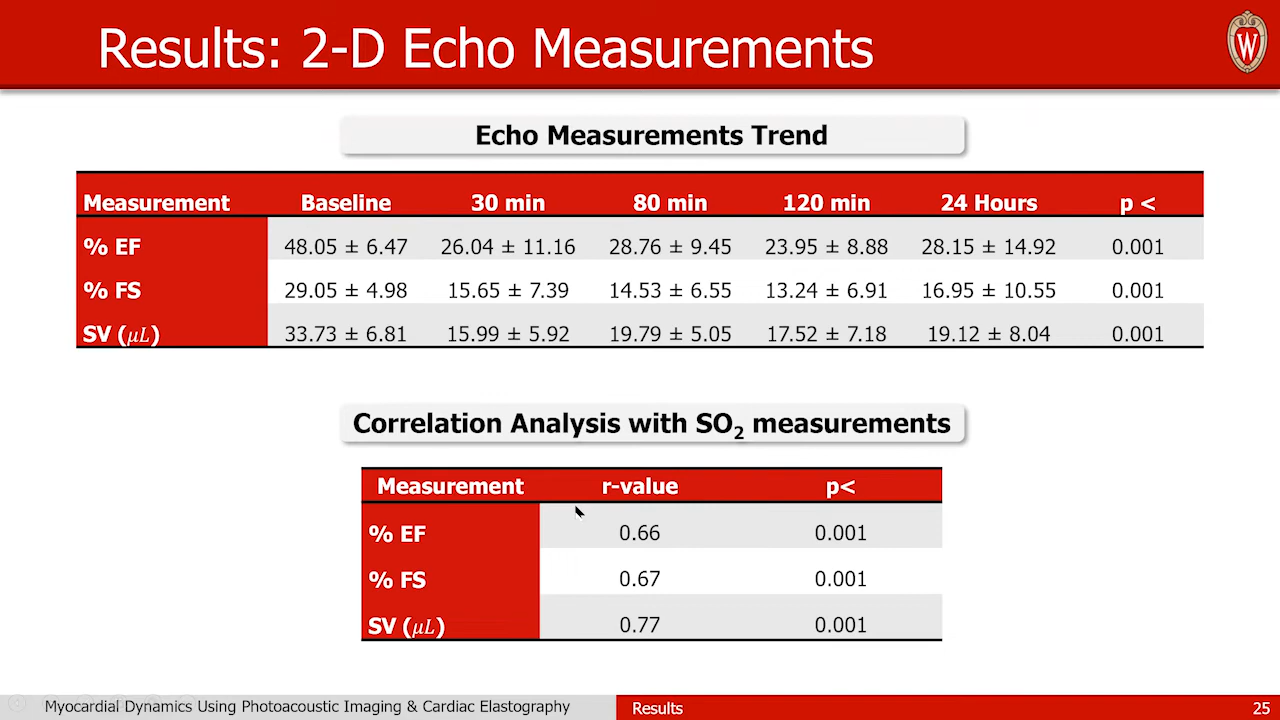 Results: 2-D Echo Measurements
W
Echo Measurements Trend
Measurement Baseline 30 min 80 min 120 min 24 Hours p <
% EF 48.05 ± 6.47 26.04 ± 11.16 28.76 ± 9.45 23.95 ± 8.88 28.15 ± 14.92 0.001
% FS 29.05 ± 4.98 15.65 ± 7.39 14.53 ± 6.55 13.24 ± 6.91 16.95 ± 10.55 0.001
SV (μL) 33.73 ± 6.81 15.99 ± 5.92 19.79 ± 5.05 17.52 ± 7.18 19.12 ± 8.04 0.001
Correlation Analysis with SO₂ measurements
Measurement r-value p<
% EF 0.66 0.001
% FS 0.67 0.001
SV (μL) 0.77 0.001
Myocardial Dynamics Using Photoacoustic Imaging & Cardiac Elastography Results 25